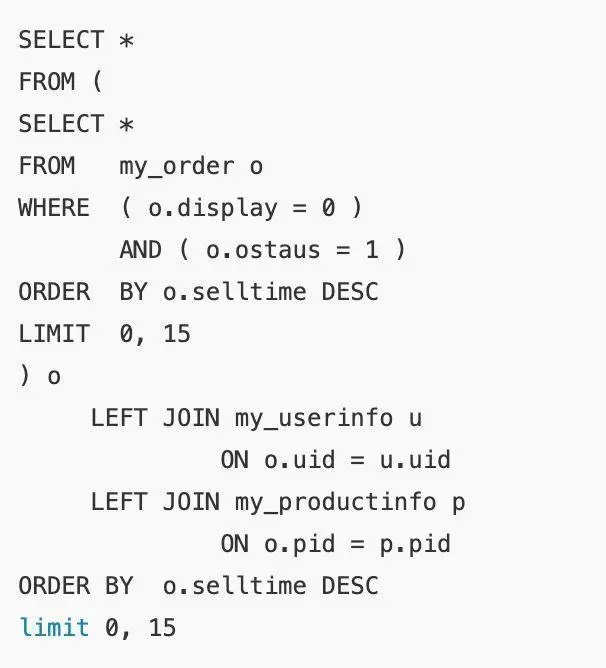 SELECT *
FROM (
SELECT *
FROM   my_order o
WHERE  ( o.display = 0 )
       AND ( o.ostaus = 1 )
ORDER  BY o.selltime DESC
LIMIT  0, 15
) o
     LEFT JOIN my_userinfo u
              ON o.uid = u.uid
     LEFT JOIN my_productinfo p
              ON o.pid = p.pid
ORDER BY  o.selltime DESC
limit 0, 15